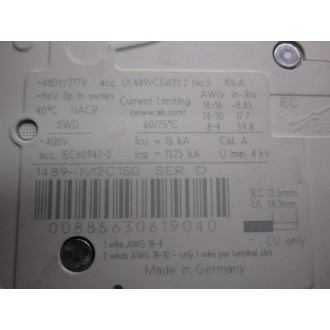 ~480Y/277V acc. UL489/CSA22.2 No.5 10kA
⎓96V 2p in series Current Limiting AWG in-lbs
40°C HACR (www.ab.com) 18-16 8.85
SWD 60/75°C 14-10 17.7
8-4 39.8
IEC
~400V Icu = 15 kA Cat. A
acc. IEC60947-2 Ics = 11.25 kA U imp. 4 kV
1489-M2C150 SER. D
IEC 12.5mm
UL 14.1mm
00885630619040
CU only
1 wire AWG 18-4
2 wires AWG 18-10 - only 1 wire per terminal slot
Made in Germany